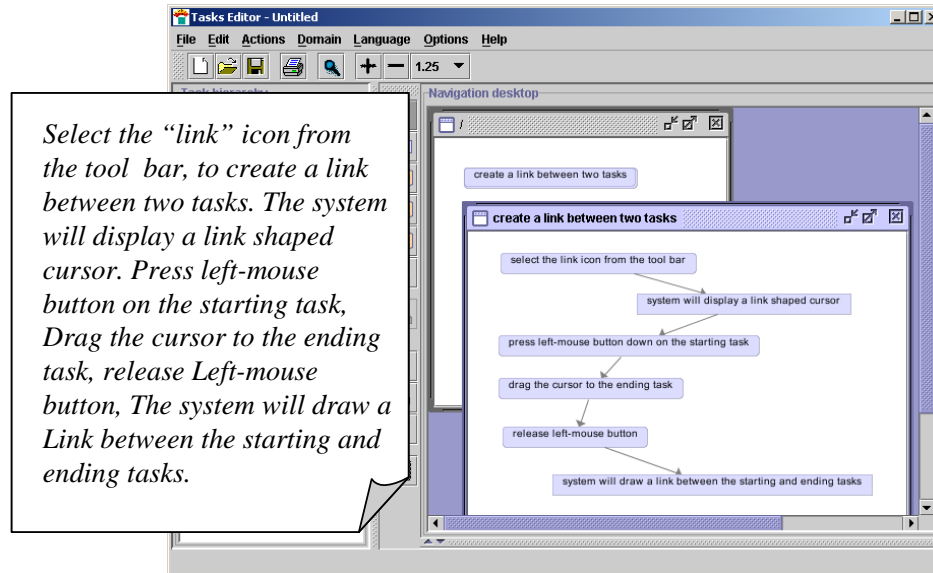 Tasks Editor - Untitled
File Edit Actions Domain Language Options Help
1.25
Task hierarchy
Navigation desktop
Select the “link” icon from
the tool bar, to create a link
between two tasks. The system
will display a link shaped
cursor. Press left-mouse
button on the starting task,
Drag the cursor to the ending
task, release Left-mouse
button, The system will draw a
Link between the starting and
ending tasks.
/
create a link between two tasks
create a link between two tasks
select the link icon from the tool bar
system will display a link shaped cursor
press left-mouse button down on the starting task
drag the cursor to the ending task
release left-mouse button
system will draw a link between the starting and ending tasks